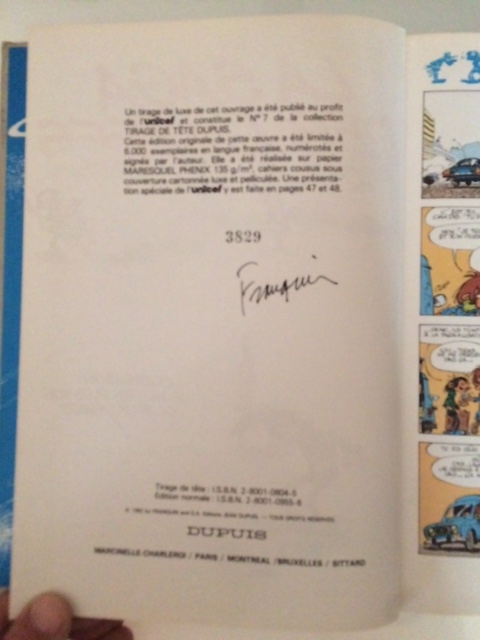 Un tirage de luxe de cet ouvrage a été publié au profit
de l'unicef et constitue le N° 7 de la collection
TIRAGE DE TÊTE DUPUIS.
Cette édition originale de cette œuvre a été limitée à
6.000 exemplaires en langue française, numérotés et
signés par l'auteur. Elle a été réalisée sur papier
MARESQUEL PHENIX 135 g/m², cahiers cousus sous
couverture cartonnée luxe et pelliculée. Une présenta-
tion spéciale de l'unicef y est faite en pages 47 et 48.
3829
Franquin
Tirage de tête : I.S.B.N. 2-8001-0804-5
Edition normale : I.S.B.N. 2-8001-0955-6
DUPUIS
MARCINELLE-CHARLEROI / PARIS / MONTREAL / BRUXELLES / SITTARD